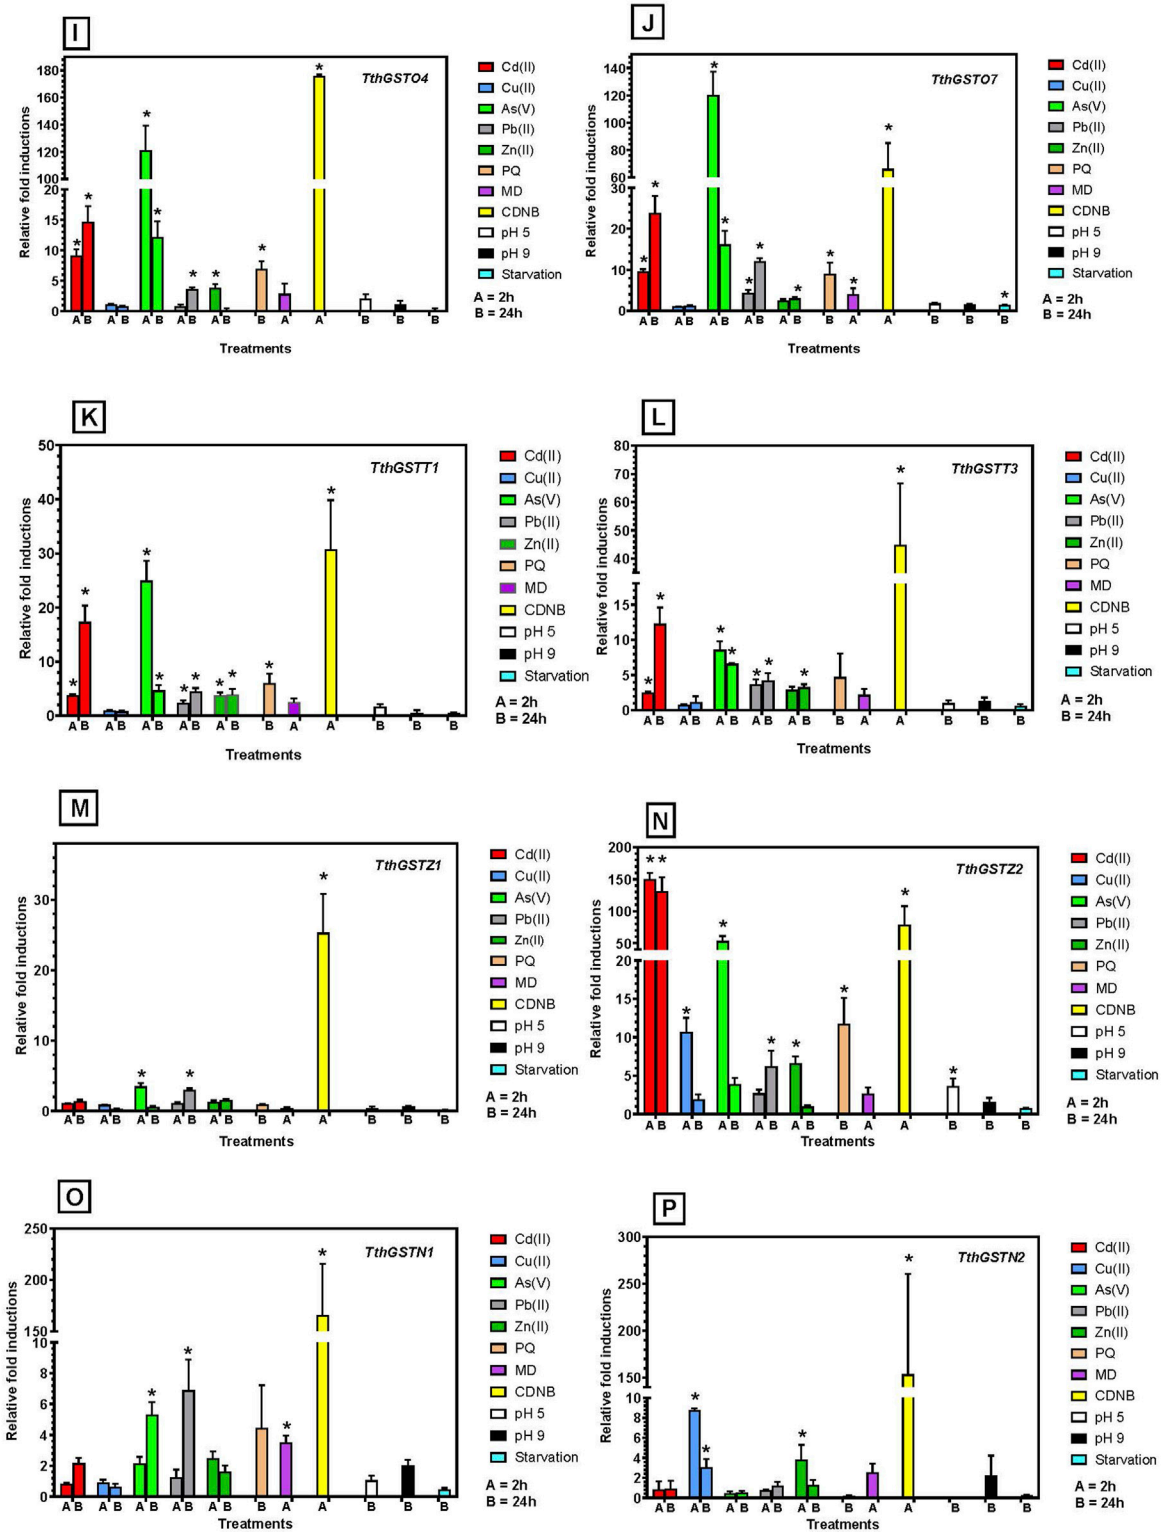 I
TthGSTO4
Relative fold inductions
180
160
140
120
100
20
15
10
5
0
* * * * * * * *
A B A B A B A B A B B A A B B B
Treatments
Cd(II)
Cu(II)
As(V)
Pb(II)
Zn(II)
PQ
MD
CDNB
pH 5
pH 9
Starvation
A = 2h
B = 24h
J
TthGSTO7
Relative fold inductions
140
120
100
80
60
30
20
10
0
* * * * * * * * * * *
A B A B A B A B A B B A A B B B
Treatments
Cd(II)
Cu(II)
As(V)
Pb(II)
Zn(II)
PQ
MD
CDNB
pH 5
pH 9
Starvation
A = 2h
B = 24h
K
TthGSTT1
Relative fold inductions
50
40
30
20
10
0
* * * * * * * * * *
A B A B A B A B A B B A A B B B
Treatments
Cd(II)
Cu(II)
As(V)
Pb(II)
Zn(II)
PQ
MD
CDNB
pH 5
pH 9
Starvation
A = 2h
B = 24h
L
TthGSTT3
Relative fold inductions
80
70
60
50
40
15
10
5
0
* * * * * * * *
A B A B A B A B A B B A A B B B
Treatments
Cd(II)
Cu(II)
As(V)
Pb(II)
Zn(II)
PQ
MD
CDNB
pH 5
pH 9
Starvation
A = 2h
B = 24h
M
TthGSTZ1
Relative fold inductions
30
20
10
0
* * *
A B A B A B A B A B B A A B B B
Treatments
Cd(II)
Cu(II)
As(V)
Pb(II)
Zn(II)
PQ
MD
CDNB
pH 5
pH 9
Starvation
A = 2h
B = 24h
N
TthGSTZ2
Relative fold inductions
200
150
100
50
20
15
10
5
0
* * * * * * * * *
A B A B A B A B A B B A A B B B
Treatments
Cd(II)
Cu(II)
As(V)
Pb(II)
Zn(II)
PQ
MD
CDNB
pH 5
pH 9
Starvation
A = 2h
B = 24h
O
TthGSTN1
Relative fold inductions
250
200
150
10
8
6
4
2
0
* * * *
A B A B A B A B A B B A A B B B
Treatments
Cd(II)
Cu(II)
As(V)
Pb(II)
Zn(II)
PQ
MD
CDNB
pH 5
pH 9
Starvation
A = 2h
B = 24h
P
TthGSTN2
Relative fold inductions
300
250
200
150
10
8
6
4
2
0
* * * *
A B A B A B A B A B B A A B B B
Treatments
Cd(II)
Cu(II)
As(V)
Pb(II)
Zn(II)
PQ
MD
CDNB
pH 5
pH 9
Starvation
A = 2h
B = 24h